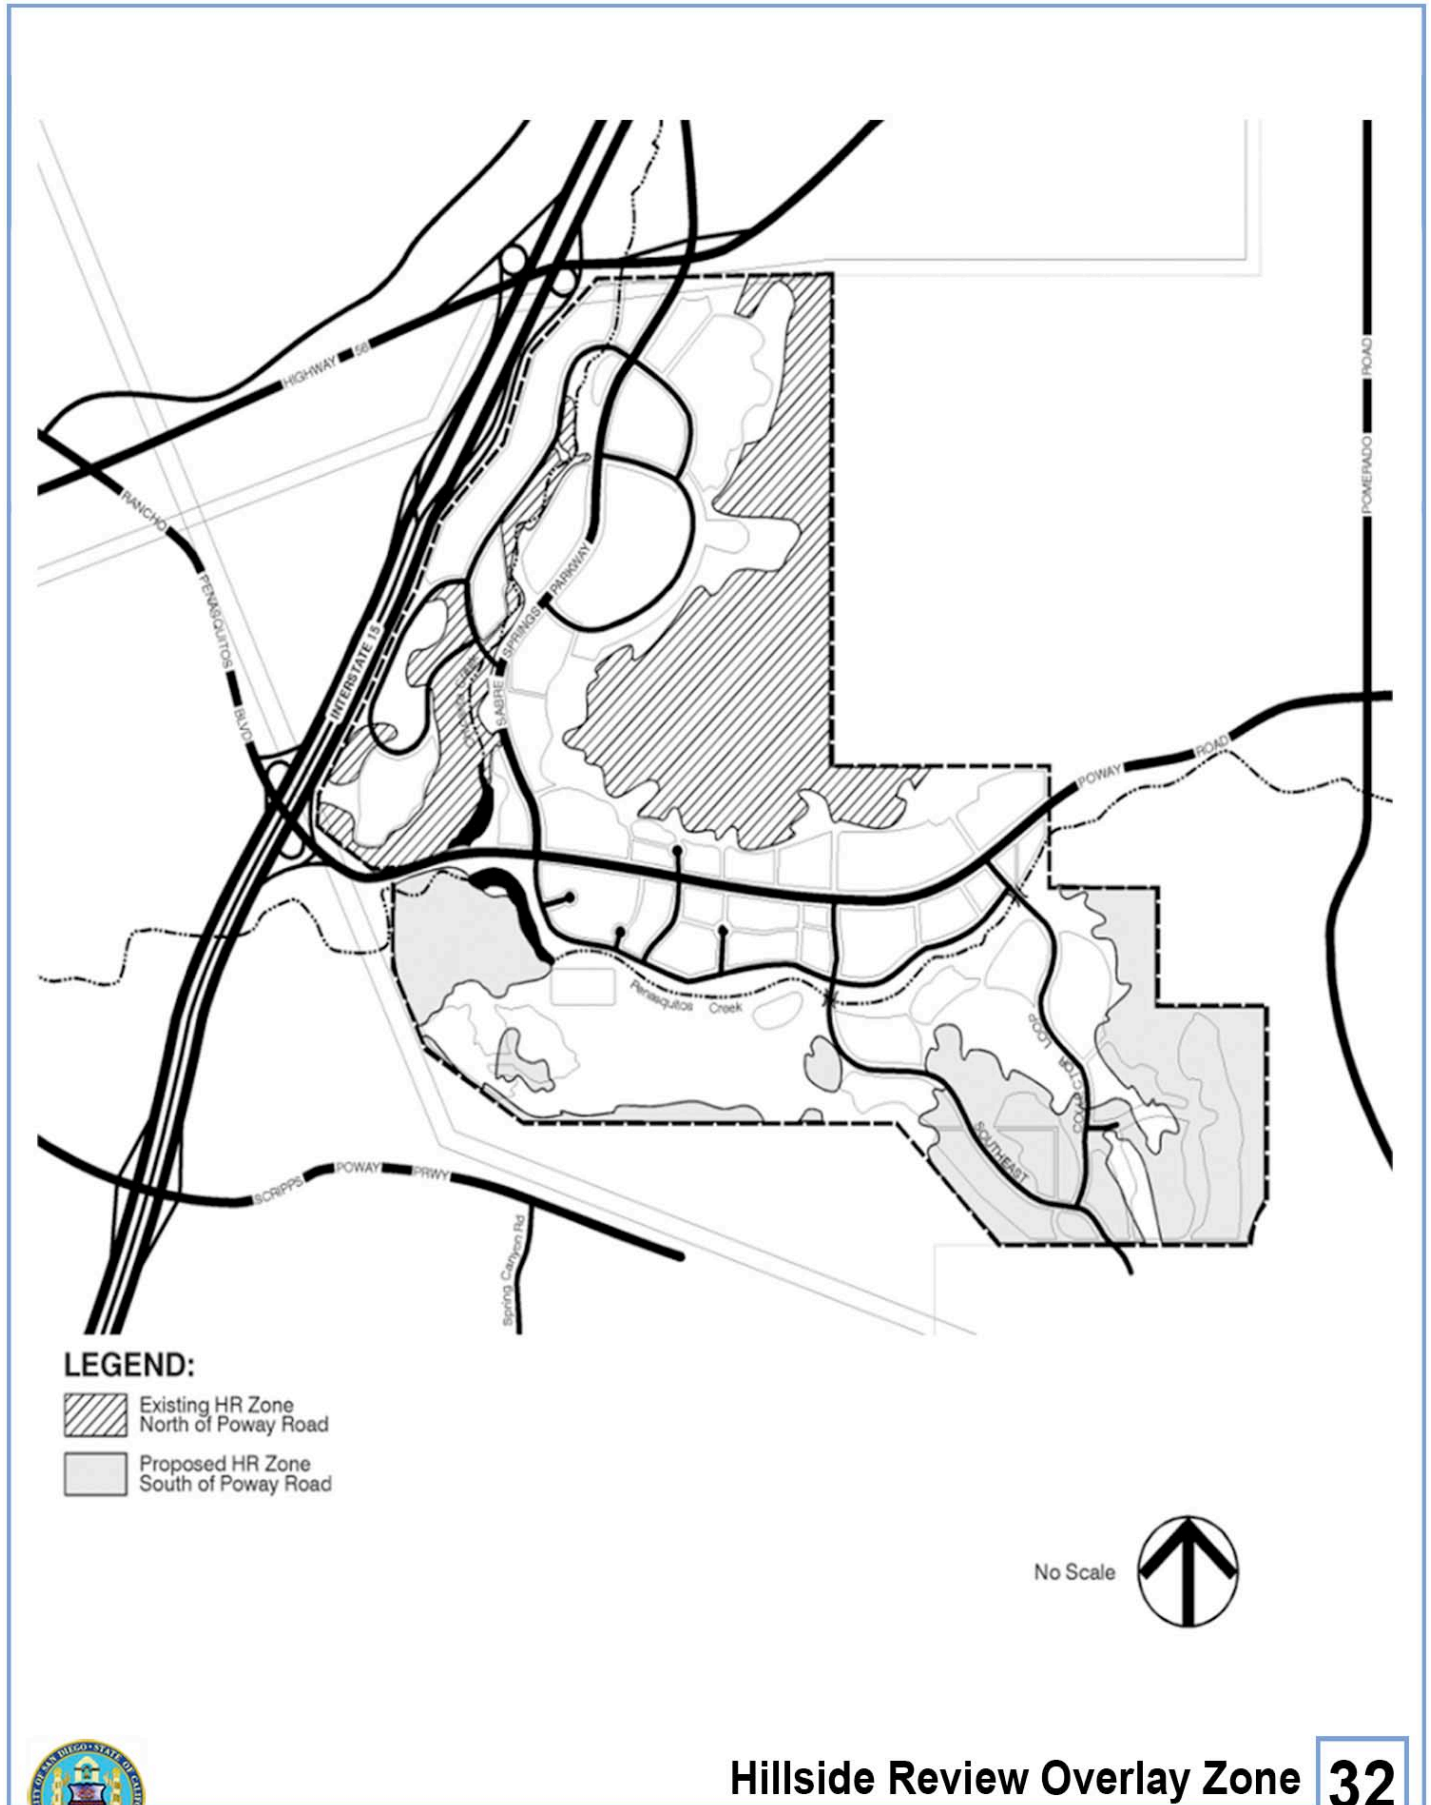 HIGHWAY 56
RANCHO
PENASQUITOS
BLVD
INTERSTATE 15
SABRE
SPRINGS
PARKWAY
POMERADO
ROAD
POWAY
ROAD
Penasquitos
Creek
LOOP
SOUTHEAST
SCRIPPS
POWAY
PRWY
Spring Canyon Rd
LEGEND:
Existing HR Zone
North of Poway Road
Proposed HR Zone
South of Poway Road
No Scale
Hillside Review Overlay Zone
32